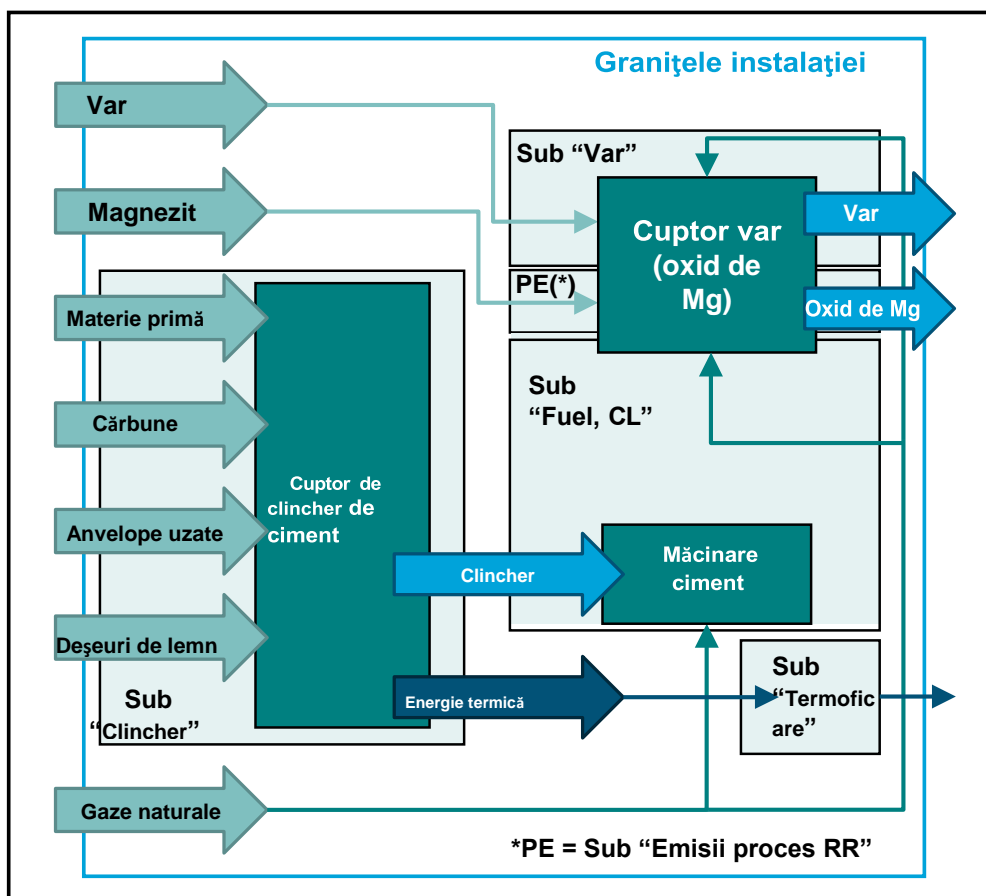 Graniţele instalaţiei
Var
Sub “Var”
Magnezit
Cuptor var
(oxid de
Mg)
Var
PE(*)
Oxid de Mg
Materie primă
Cărbune
Sub
“Fuel, CL”
Cuptor de
clincher de
ciment
Anvelope uzate
Clincher
Măcinare
ciment
Deşeuri de lemn
Sub
“Clincher”
Energie termică
Sub
“Termofic
are”
Gaze naturale
*PE = Sub “Emisii proces RR”